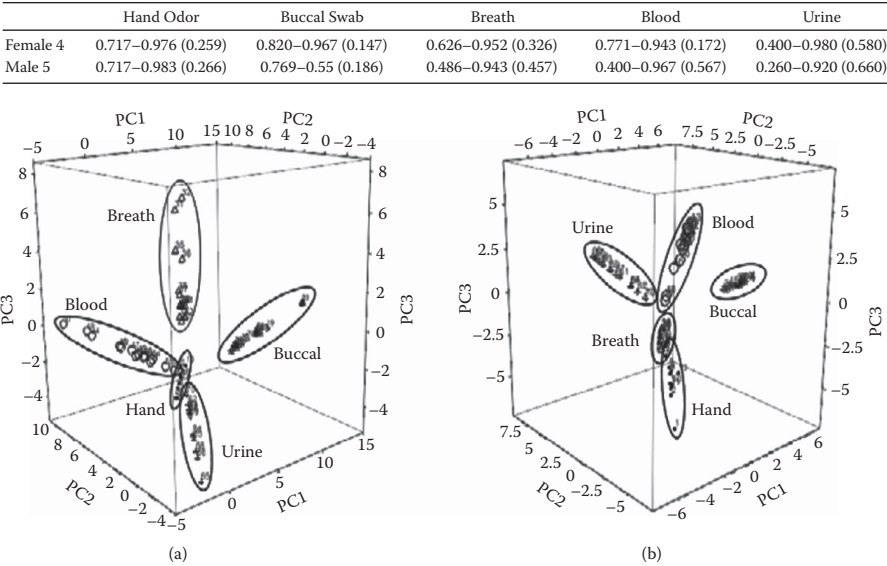 Hand Odor Buccal Swab Breath Blood Urine
Female 4 0.717–0.976 (0.259) 0.820–0.967 (0.147) 0.626–0.952 (0.326) 0.771–0.943 (0.172) 0.400–0.980 (0.580)
Male 5 0.717–0.983 (0.266) 0.769–0.55 (0.186) 0.486–0.943 (0.457) 0.400–0.967 (0.567) 0.260–0.920 (0.660)
PC1 PC2
−5 0 5 10 15 10 8 6 4 2 0 −2 −4
8 6 4 2 0 −2 −4
PC3
Breath
Blood
Buccal
Hand
Urine
8 6 4 2 0 −2 −4
PC3
10 8 6 4 2 0 −2 −4
PC2
−5 0 5 10 15
PC1
(a)
PC1 PC2
−6 −4 −2 0 2 4 6 7.5 5 2.5 0 −2.5 −5
5 2.5 0 −2.5 −5
PC3
Urine
Blood
Buccal
Breath
Hand
5 2.5 0 −2.5 −5
PC3
7.5 5 2.5 0 −2.5 −5
PC2
−6 −4 −2 0 2 4 6
PC1
(b)